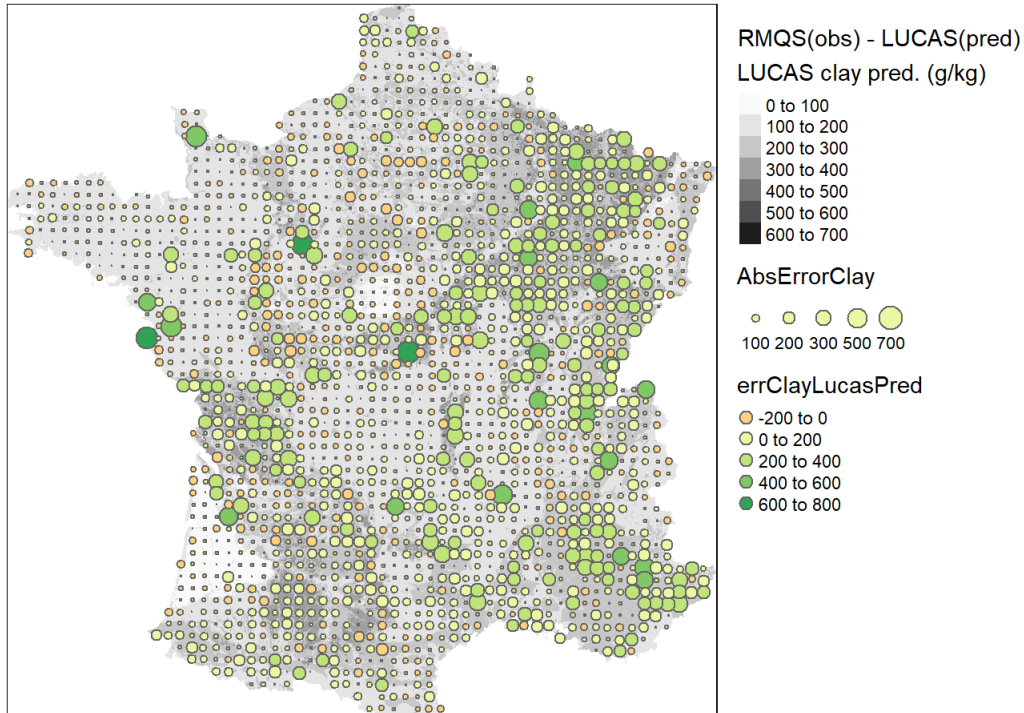 RMQS(obs) - LUCAS(pred)
LUCAS clay pred. (g/kg)
0 to 100
100 to 200
200 to 300
300 to 400
400 to 500
500 to 600
600 to 700
AbsErrorClay
100 200 300 500 700
errClayLucasPred
-200 to 0
0 to 200
200 to 400
400 to 600
600 to 800